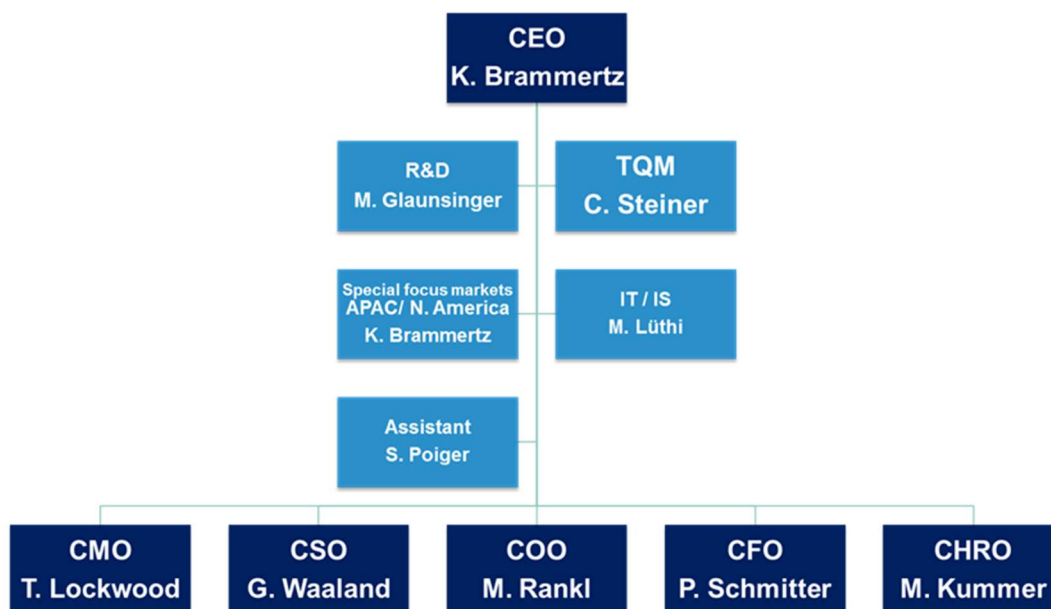 CEO
K. Brammertz
R&D
M. Glaunsinger
TQM
C. Steiner
Special focus markets
APAC/ N. America
K. Brammertz
IT / IS
M. Lüthi
Assistant
S. Poiger
CMO
T. Lockwood
CSO
G. Waaland
COO
M. Rankl
CFO
P. Schmitter
CHRO
M. Kummer